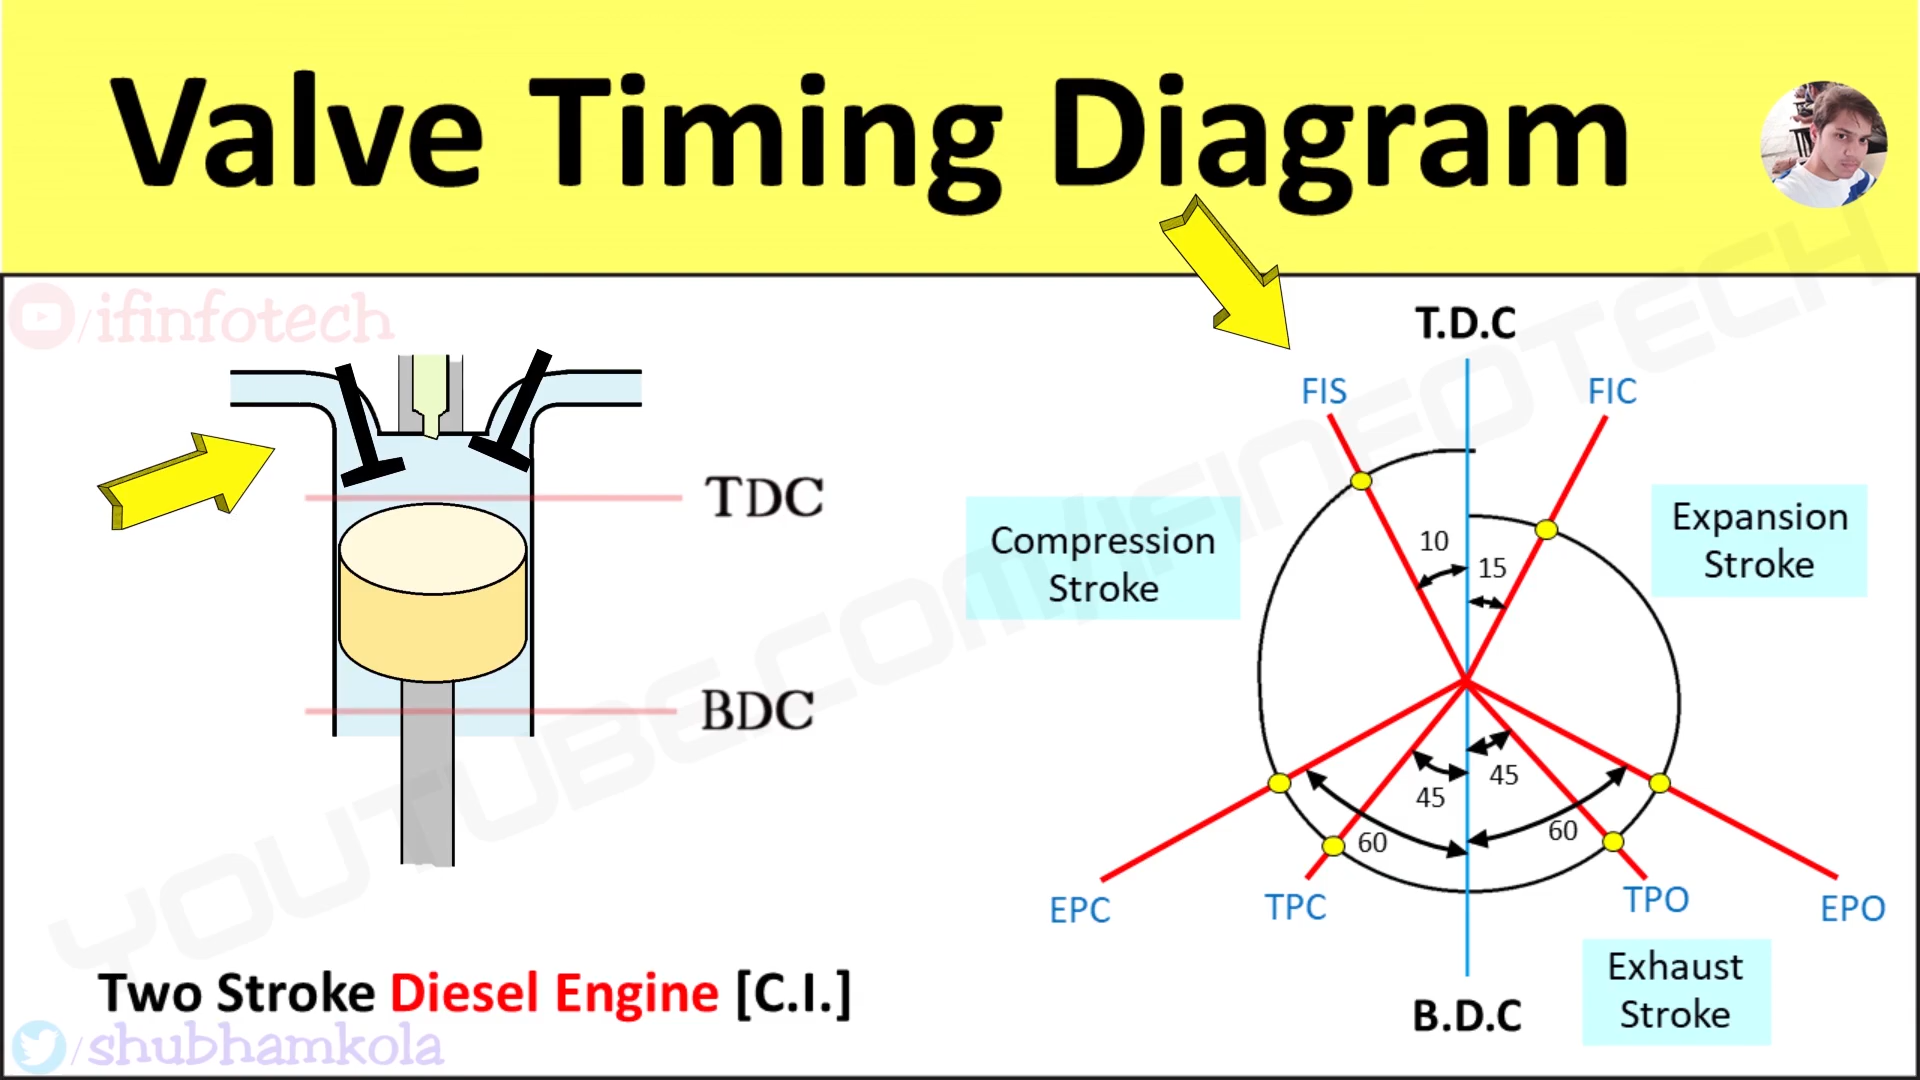 Valve Timing Diagram
/ifinfotech
T.D.C
FIS
FIC
TDC
Compression
Stroke
Expansion
Stroke
10
15
BDC
45
45
60
60
EPC
TPC
TPO
EPO
Exhaust
Stroke
B.D.C
Two Stroke Diesel Engine [C.I.]
/shubhamkola
YOUTUBE.COM/IFINFOTECH